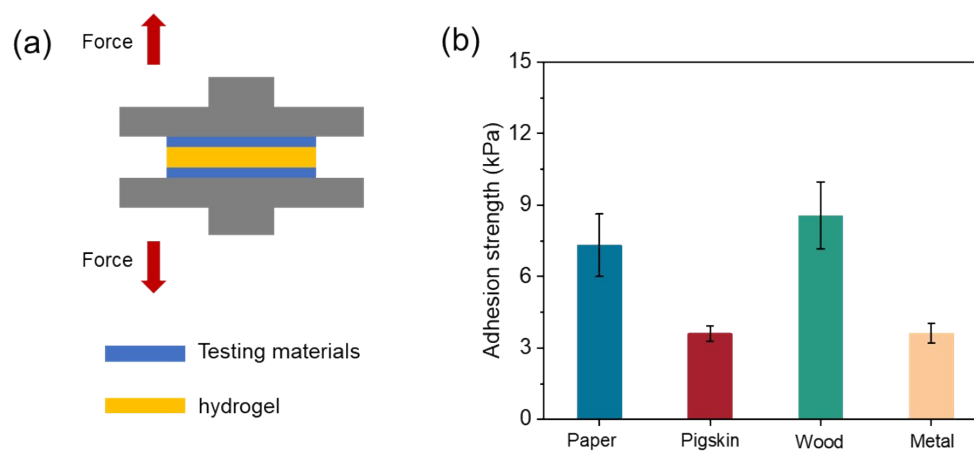 (a)
Force
Force
Testing materials
hydrogel
(b)
Adhesion strength (kPa)
15
12
9
6
3
0
Paper
Pigskin
Wood
Metal